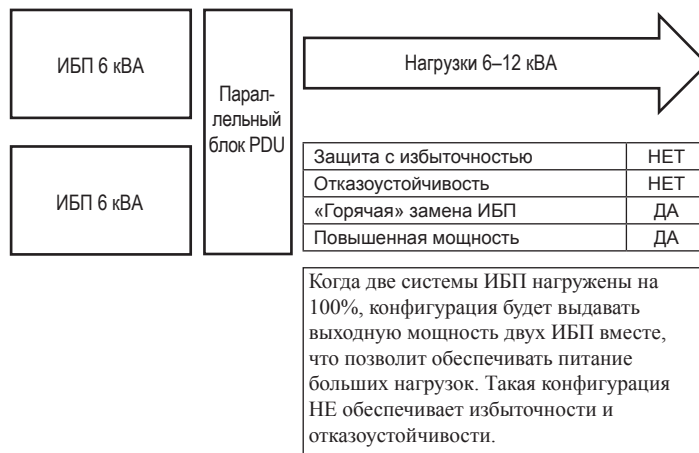 ИБП 6 кВА
ИБП 6 кВА
Парал-
лельный
блок PDU
Нагрузки 6–12 кВА
Защита с избыточностью НЕТ
Отказоустойчивость НЕТ
«Горячая» замена ИБП ДА
Повышенная мощность ДА
Когда две системы ИБП нагружены на
100%, конфигурация будет выдавать
выходную мощность двух ИБП вместе,
что позволит обеспечивать питание
больших нагрузок. Такая конфигурация
НЕ обеспечивает избыточности и
отказоустойчивости.